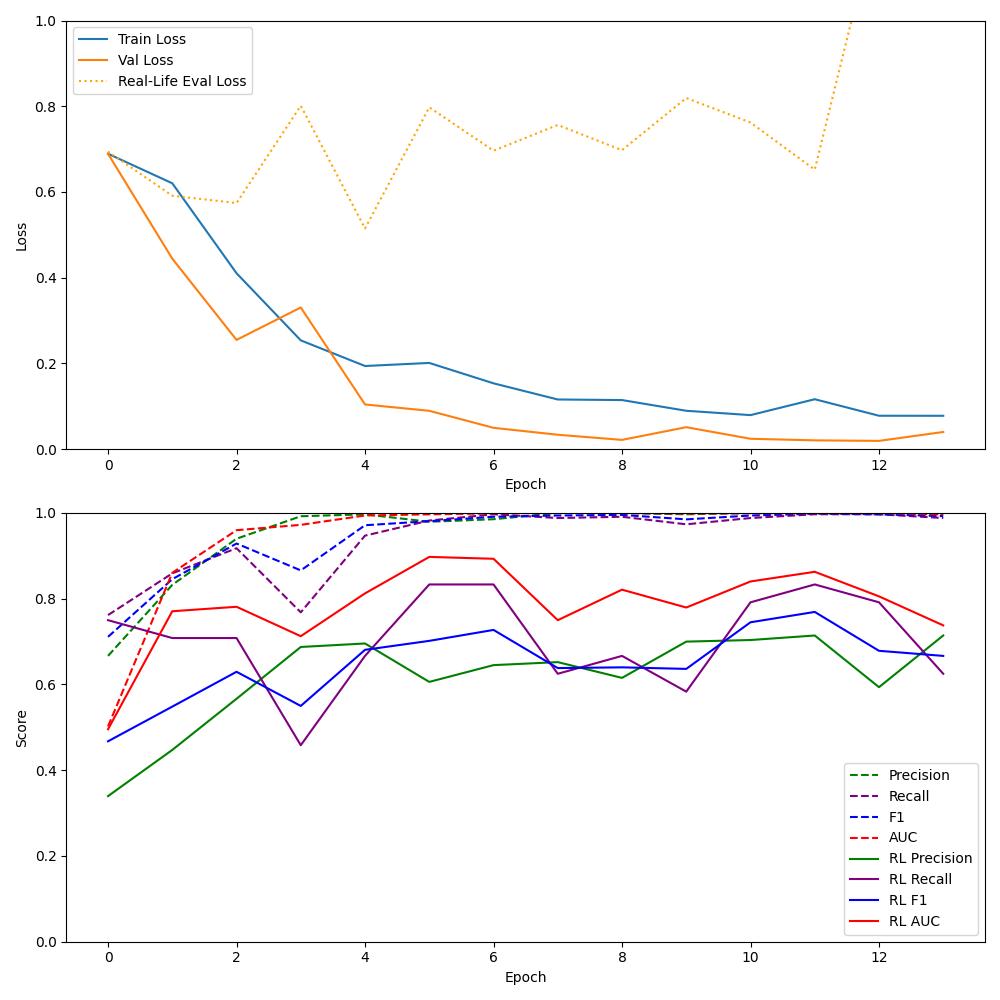 1.0
0.8
0.6
0.4
0.2
0.0
Loss
Train Loss
Val Loss
Real-Life Eval Loss
0 2 4 6 8 10 12
Epoch
1.0
0.8
0.6
0.4
0.2
0.0
Score
Precision
Recall
F1
AUC
RL Precision
RL Recall
RL F1
RL AUC
0 2 4 6 8 10 12
Epoch